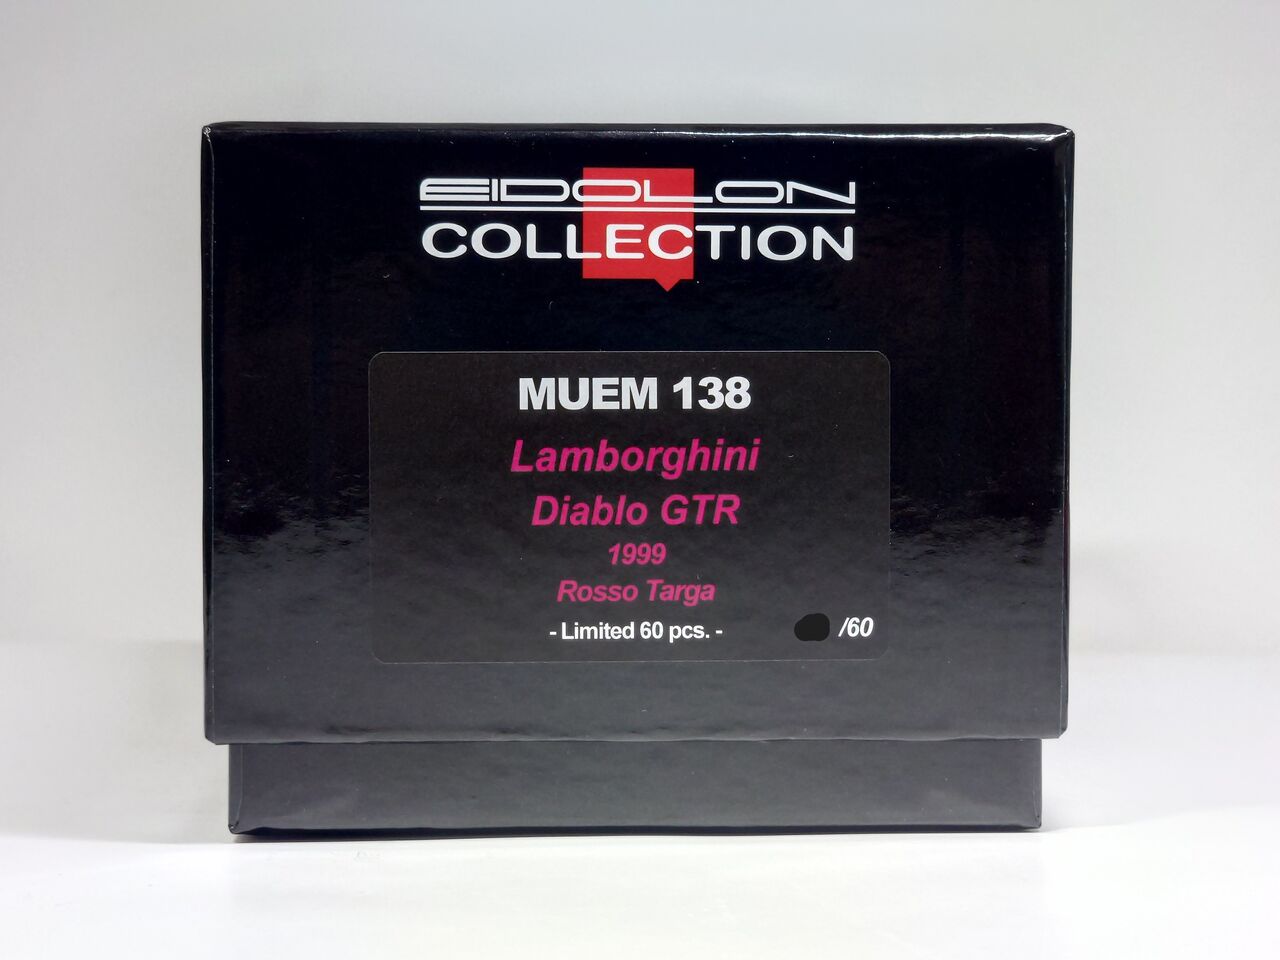 EIDOLON
COLLECTION
MUEM 138
Lamborghini
Diablo GTR
1999
Rosso Targa
- Limited 60 pcs. -
/60